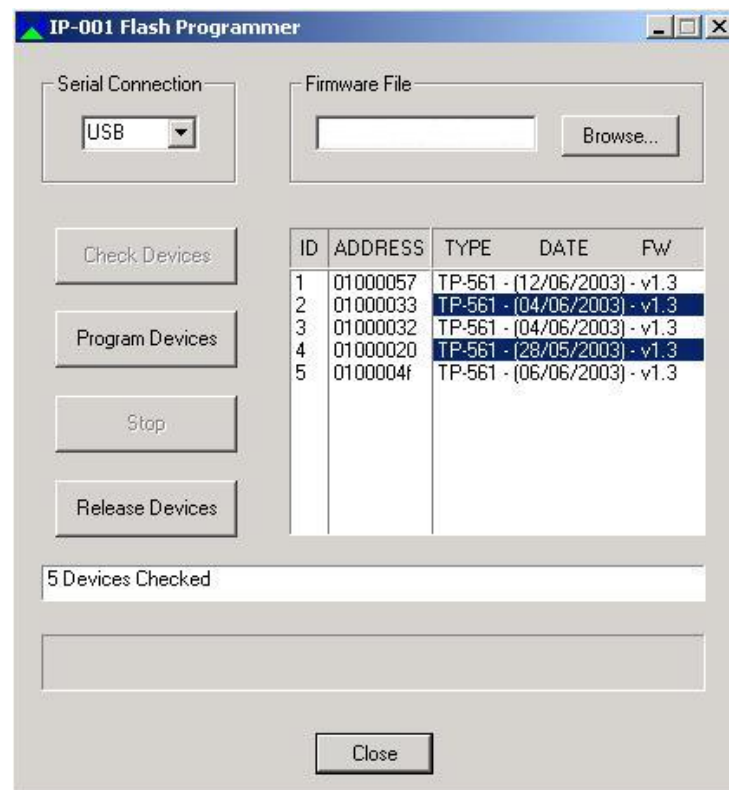 IP-001 Flash Programmer
Serial Connection
Firmware File
USB
Browse...
Check Devices
Program Devices
Stop
Release Devices
ID ADDRESS TYPE DATE FW
1 01000057 TP-561 - (12/06/2003) - v1.3
2 01000033 TP-561 - (04/06/2003) - v1.3
3 01000032 TP-561 - (04/06/2003) - v1.3
4 01000020 TP-561 - (28/05/2003) - v1.3
5 0100004f TP-561 - (06/06/2003) - v1.3
5 Devices Checked
Close